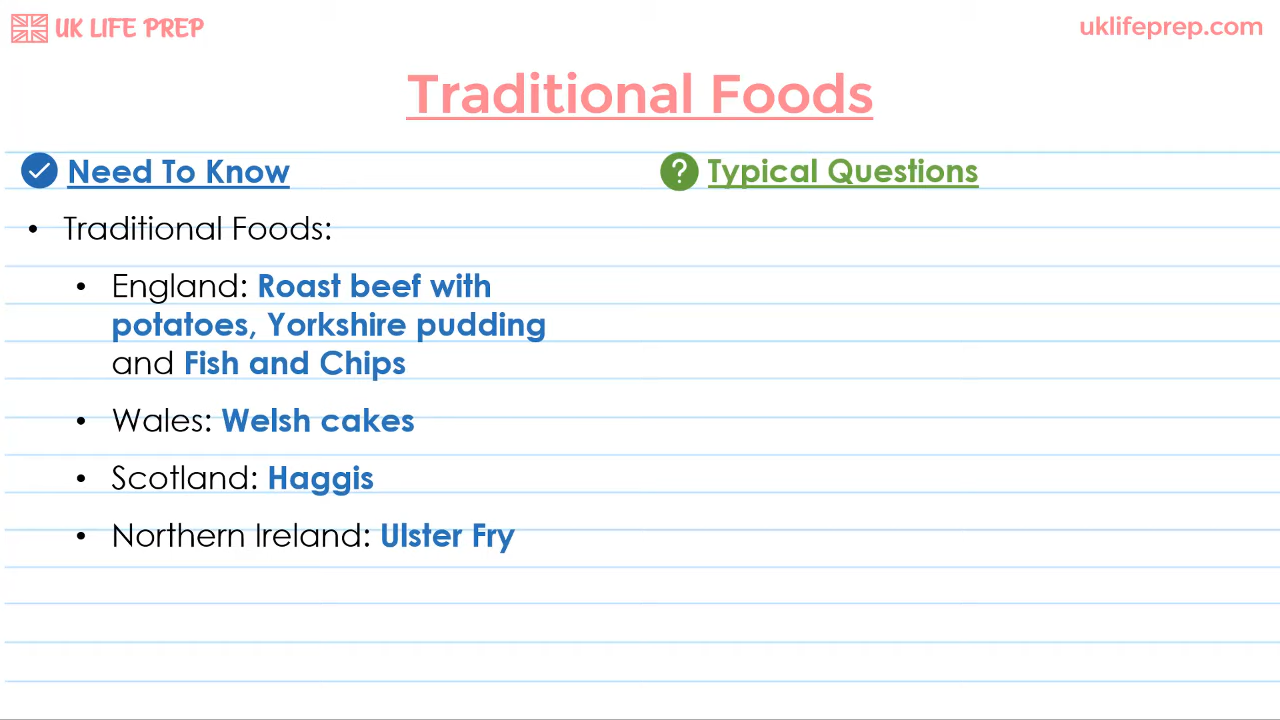 UK LIFE PREP
uklifeprep.com
Traditional Foods
Need To Know
• Traditional Foods:
• England: Roast beef with
potatoes, Yorkshire pudding
and Fish and Chips
• Wales: Welsh cakes
• Scotland: Haggis
• Northern Ireland: Ulster Fry
? Typical Questions